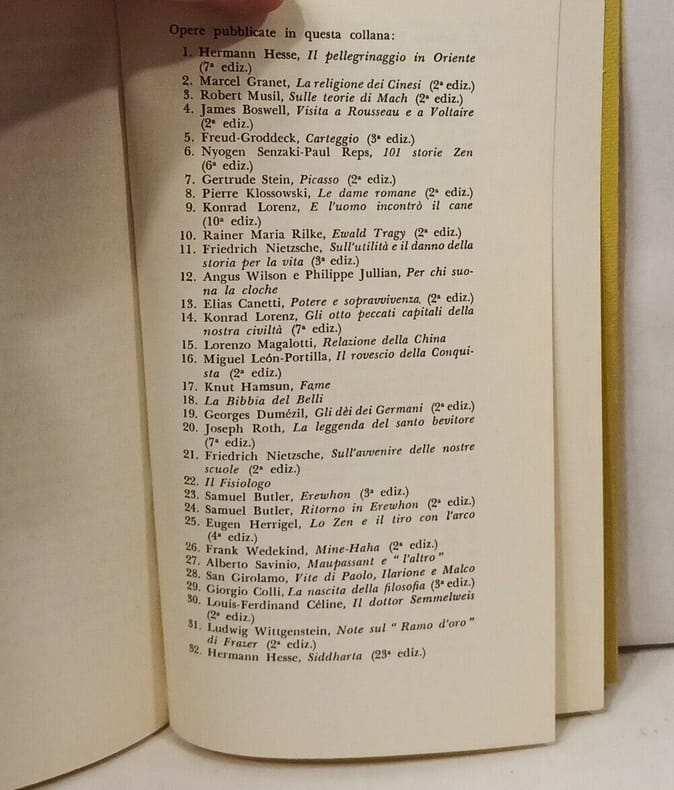 Opere pubblicate in questa collana:
1. Hermann Hesse, Il pellegrinaggio in Oriente
(7ª ediz.)
2. Marcel Granet, La religione dei Cinesi (2ª ediz.)
3. Robert Musil, Sulle teorie di Mach (2ª ediz.)
4. James Boswell, Visita a Rousseau e a Voltaire
(2ª ediz.)
5. Freud-Groddeck, Carteggio (3ª ediz.)
6. Nyogen Senzaki-Paul Reps, 101 storie Zen
(6ª ediz.)
7. Gertrude Stein, Picasso (2ª ediz.)
8. Pierre Klossowski, Le dame romane (2ª ediz.)
9. Konrad Lorenz, E l'uomo incontrò il cane
(10ª ediz.)
10. Rainer Maria Rilke, Ewald Tragy (2ª ediz.)
11. Friedrich Nietzsche, Sull'utilità e il danno della
storia per la vita (3ª ediz.)
12. Angus Wilson e Philippe Jullian, Per chi suo-
na la cloche
13. Elias Canetti, Potere e sopravvivenza, (2ª ediz.)
14. Konrad Lorenz, Gli otto peccati capitali della
nostra civiltà (7ª ediz.)
15. Lorenzo Magalotti, Relazione della China
16. Miguel León-Portilla, Il rovescio della Conqui-
sta (2ª ediz.)
17. Knut Hamsun, Fame
18. La Bibbia del Belli
19. Georges Dumézil, Gli dèi dei Germani (2ª ediz.)
20. Joseph Roth, La leggenda del santo bevitore
(7ª ediz.)
21. Friedrich Nietzsche, Sull'avvenire delle nostre
scuole (2ª ediz.)
22. Il Fisiologo
23. Samuel Butler, Erewhon (3ª ediz.)
24. Samuel Butler, Ritorno in Erewhon (2ª ediz.)
25. Eugen Herrigel, Lo Zen e il tiro con l'arco
(4ª ediz.)
26. Frank Wedekind, Mine-Haha (2ª ediz.)
27. Alberto Savinio, Maupassant e "l'altro"
28. San Girolamo, Vite di Paolo, Ilarione e Malco
29. Giorgio Colli, La nascita della filosofia (3ª ediz.)
30. Louis-Ferdinand Céline, Il dottor Semmelweis
(2ª ediz.)
31. Ludwig Wittgenstein, Note sul "Ramo d'oro"
di Frazer (2ª ediz.)
32. Hermann Hesse, Siddharta (23ª ediz.)